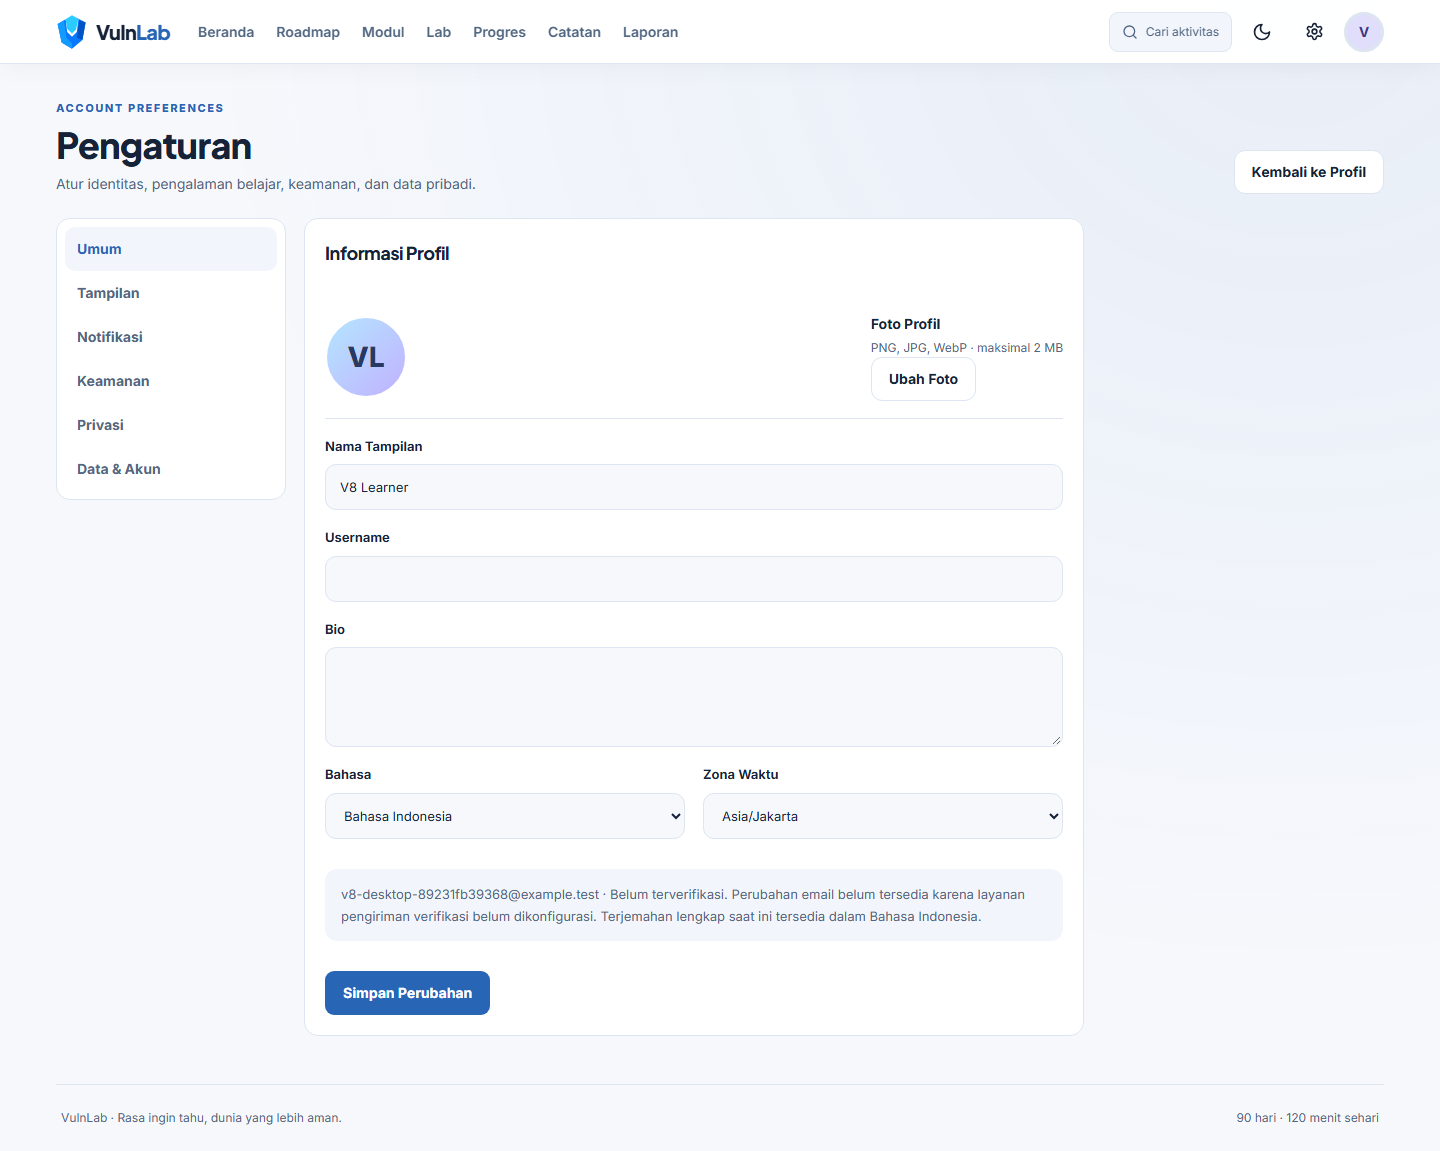 VulnLab
Beranda
Roadmap
Modul
Lab
Progres
Catatan
Laporan
Cari aktivitas
V
ACCOUNT PREFERENCES
Pengaturan
Atur identitas, pengalaman belajar, keamanan, dan data pribadi.
Kembali ke Profil
Umum
Tampilan
Notifikasi
Keamanan
Privasi
Data & Akun
Informasi Profil
VL
Foto Profil
PNG, JPG, WebP · maksimal 2 MB
Ubah Foto
Nama Tampilan
V8 Learner
Username
Bio
Bahasa
Bahasa Indonesia
Zona Waktu
Asia/Jakarta
v8-desktop-89231fb39368@example.test · Belum terverifikasi. Perubahan email belum tersedia karena layanan
pengiriman verifikasi belum dikonfigurasi. Terjemahan lengkap saat ini tersedia dalam Bahasa Indonesia.
Simpan Perubahan
VulnLab · Rasa ingin tahu, dunia yang lebih aman.
90 hari · 120 menit sehari